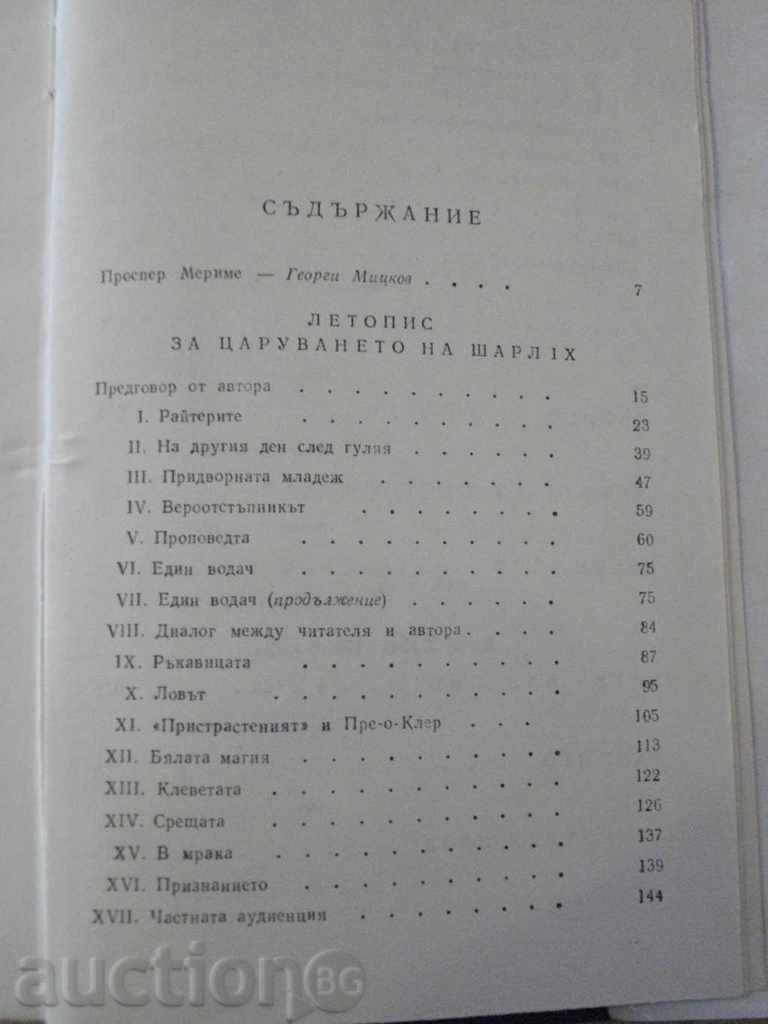 СЪДЪРЖАНИЕ
Проспер Мериме — Георги Мицков . . . . 7
ЛЕТОПИС
ЗА ЦАРУВАНЕТО НА ШАРЛ IX
Предговор от автора . . . . . . . . . 15
I. Райтерите . . . . . . . . . 23
II. На другия ден след гуляя . . . . . 39
III. Придворната младеж . . . . . . 47
IV. Вероотстъпникът . . . . . . . 59
V. Проповедта . . . . . . . . . 60
VI. Един водач . . . . . . . . . 75
VII. Един водач (продължение) . . . . . 75
VIII. Диалог между читателя и автора . . . . 84
IX. Ръкавицата . . . . . . . . . 87
X. Ловът . . . . . . . . . . 95
XI. «Пристрастеният» и Пре-о-Клер . . . 105
XII. Бялата магия . . . . . . . . . 113
XIII. Клеветата . . . . . . . . . . 122
XIV. Срещата . . . . . . . . . . 126
XV. В мрака . . . . . . . . . . 137
XVI. Признанието . . . . . . . . . 139
XVII. Частната аудиенция . . . . . . . 144
auction BG